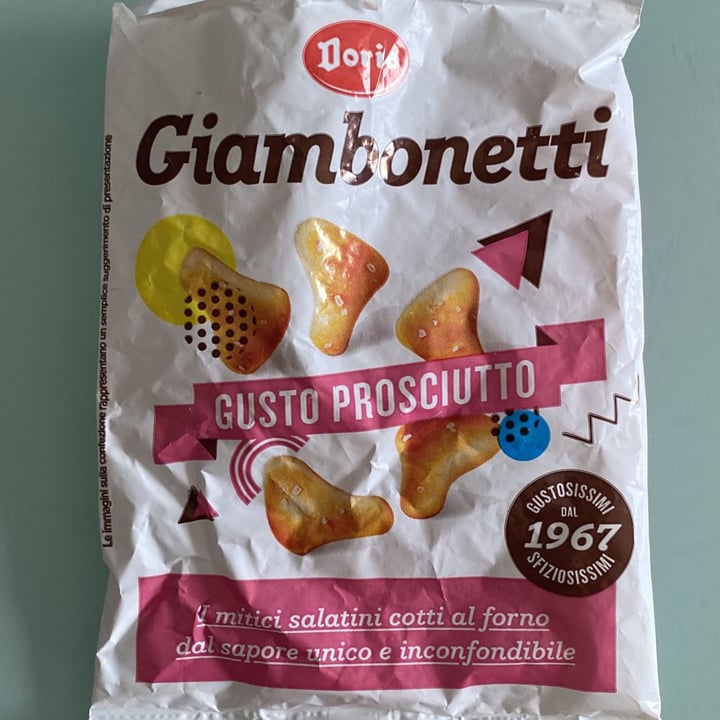 Doria
Giambonetti
GUSTO PROSCIUTTO
GUSTOSISSIMI
DAL
1967
SFIZIOSISSIMI
I mitici salatini cotti al forno
dal sapore unico e inconfondibile
Le immagini sulla confezione rappresentano un semplice suggerimento di presentazione